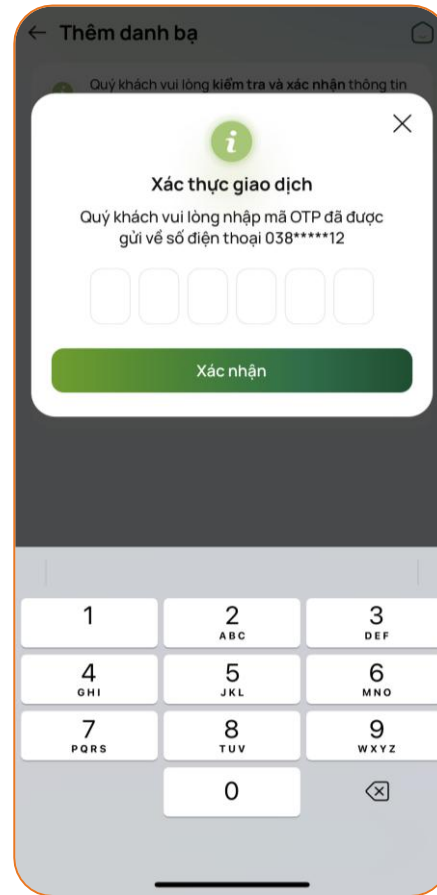 Thêm danh bạ
Quý khách vui lòng kiểm tra và xác nhận thông tin
i
Xác thực giao dịch
Quý khách vui lòng nhập mã OTP đã được
gửi về số điện thoại 038*****12
Xác nhận
1 2 3
ABC DEF
4 5 6
GHI JKL MNO
7 8 9
PQRS TUV WXYZ
0